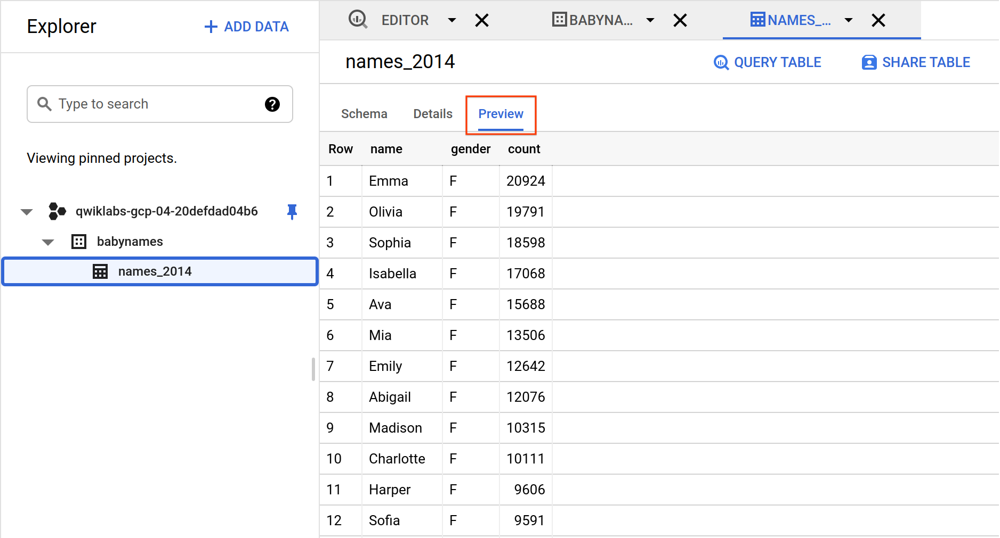 Explorer
ADD DATA
Type to search
?
Viewing pinned projects.
qwiklabs-gcp-04-20defdad04b6
babynames
names_2014
EDITOR
BABYNA...
NAMES_...
names_2014
QUERY TABLE
SHARE TABLE
Schema Details Preview
Row name gender count
1 Emma F 20924
2 Olivia F 19791
3 Sophia F 18598
4 Isabella F 17068
5 Ava F 15688
6 Mia F 13506
7 Emily F 12642
8 Abigail F 12076
9 Madison F 10315
10 Charlotte F 10111
11 Harper F 9606
12 Sofia F 9591